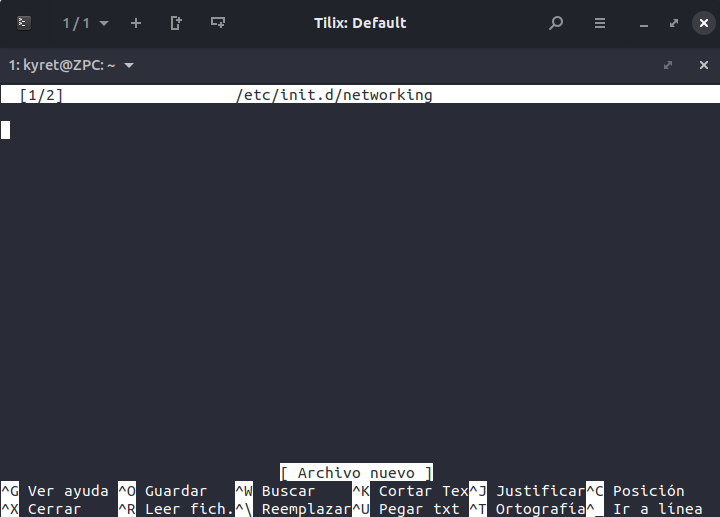 1 / 1 Tilix: Default
1: kyret@ZPC: ~
[1/2] /etc/init.d/networking
[ Archivo nuevo ]
^G Ver ayuda ^O Guardar ^W Buscar ^K Cortar Tex^J Justificar^C Posición
^X Cerrar ^R Leer fich.^\ Reemplazar^U Pegar txt ^T Ortografía^_ Ir a línea